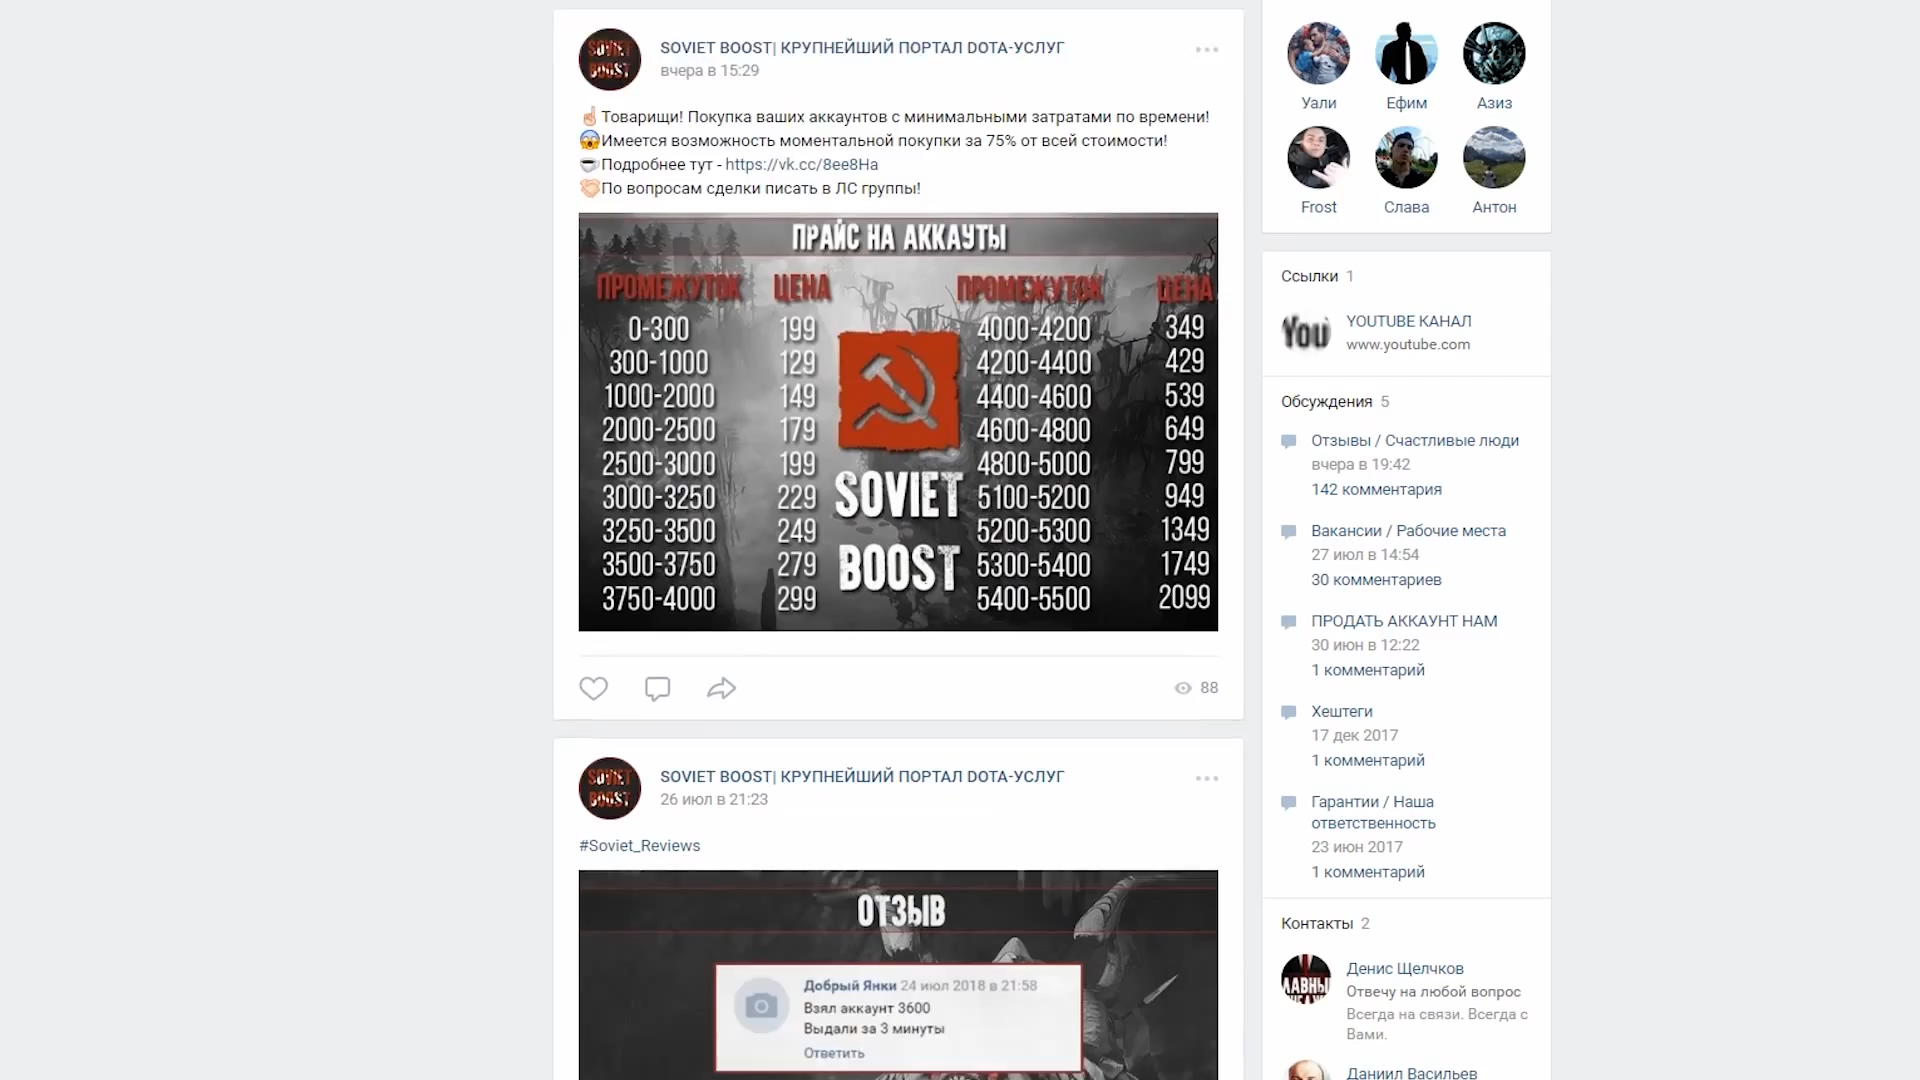 SOVIET BOOST
SOVIET BOOST| КРУПНЕЙШИЙ ПОРТАЛ DOTA-УСЛУГ
вчера в 15:29
Товарищи! Покупка ваших аккаунтов с минимальными затратами по времени!
Имеется возможность моментальной покупки за 75% от всей стоимости!
Подробнее тут - https://vk.cc/8ee8Ha
По вопросам сделки писать в ЛС группы!
ПРАЙС НА АККАУТЫ
ПРОМЕЖУТОК ЦЕНА ПРОМЕЖУТОК ЦЕНА
0-300 199 4000-4200 349
300-1000 129 4200-4400 429
1000-2000 149 4400-4600 539
2000-2500 179 4600-4800 649
2500-3000 199 4800-5000 799
3000-3250 229 5100-5200 949
3250-3500 249 5200-5300 1349
3500-3750 279 5300-5400 1749
3750-4000 299 5400-5500 2099
SOVIET
BOOST
88
SOVIET BOOST
SOVIET BOOST| КРУПНЕЙШИЙ ПОРТАЛ DOTA-УСЛУГ
26 июл в 21:23
#Soviet_Reviews
ОТЗЫВ
Добрый Янки 24 июл 2018 в 21:58
Взял аккаунт 3600
Выдали за 3 минуты
Ответить
Уали Ефим Азиз
Frost Слава Антон
Ссылки 1
You
YOUTUBE КАНАЛ
www.youtube.com
Обсуждения 5
Отзывы / Счастливые люди
вчера в 19:42
142 комментария
Вакансии / Рабочие места
27 июл в 14:54
30 комментариев
ПРОДАТЬ АККАУНТ НАМ
30 июн в 12:22
1 комментарий
Хештеги
17 дек 2017
1 комментарий
Гарантии / Наша
ответственность
23 июн 2017
1 комментарий
Контакты 2
Денис Щелчков
Отвечу на любой вопрос
Всегда на связи. Всегда с
Вами.
Даниил Васильев